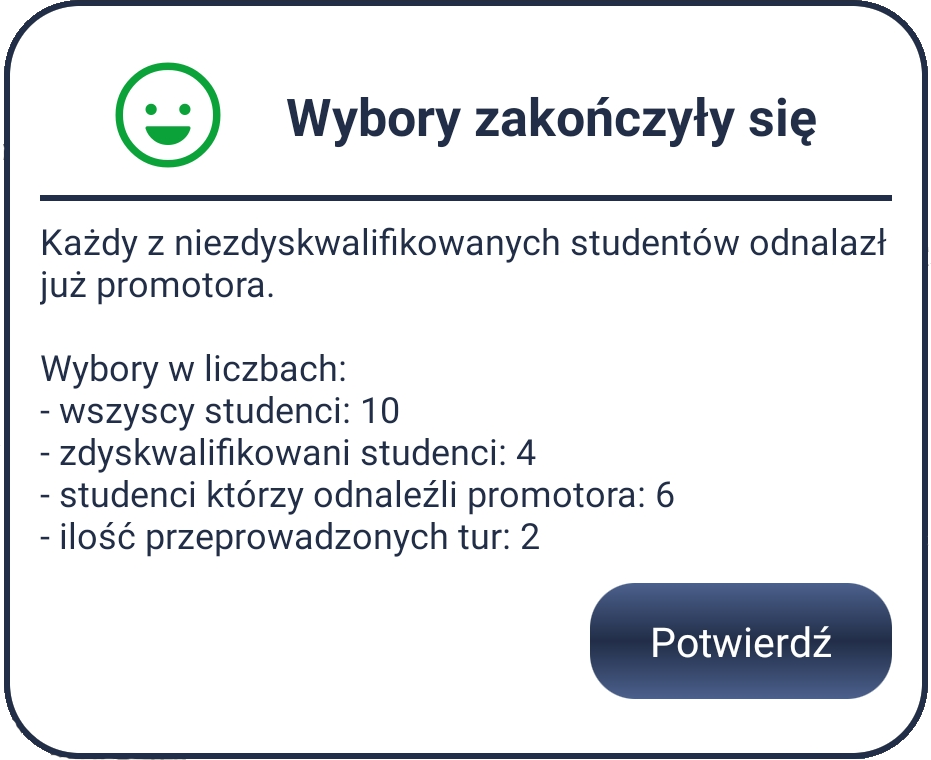 Wybory zakończyły się
Każdy z niezdyskwalifikowanych studentów odnalazł
już promotora.
Wybory w liczbach:
- wszyscy studenci: 10
- zdyskwalifikowani studenci: 4
- studenci którzy odnaleźli promotora: 6
- ilość przeprowadzonych tur: 2
Potwierdź